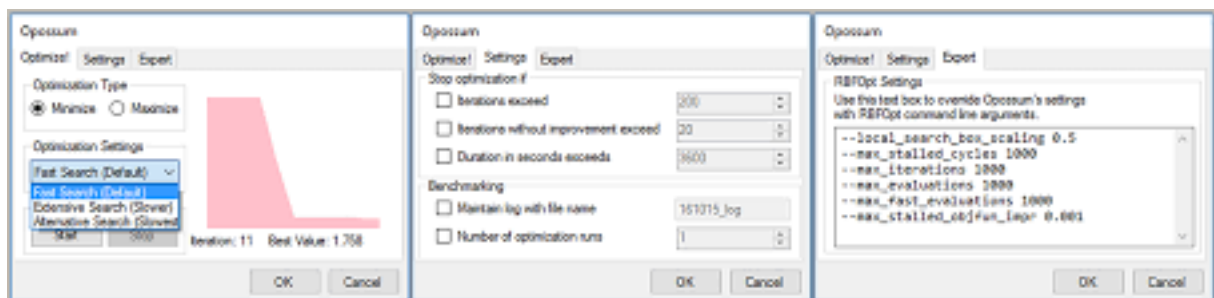 Opossum
Optimize! Settings Expert
Optimization Type
Minimize Maximize
Optimization Settings
Fast Search (Default)
Fast Search (Default)
Extensive Search (Slower)
Alternative Search (Slowest
Start Stop
Iteration: 11 Best Value: 1.758
OK Cancel
Opossum
Optimize! Settings Expert
Stop optimization if
Iterations exceed 200
Iterations without improvement exceed 20
Duration in seconds exceeds 3600
Benchmarking
Maintain log with file name 161015_log
Number of optimization runs 1
OK Cancel
Opossum
Optimize! Settings Expert
RBFOpt Settings
Use this text box to override Opossum's settings
with RBFOpt command line arguments.
--local_search_box_scaling 0.5
--max_stalled_cycles 1000
--max_iterations 1000
--max_evaluations 1000
--max_fast_evaluations 1000
--max_stalled_objfun_impr 0.001
OK Cancel